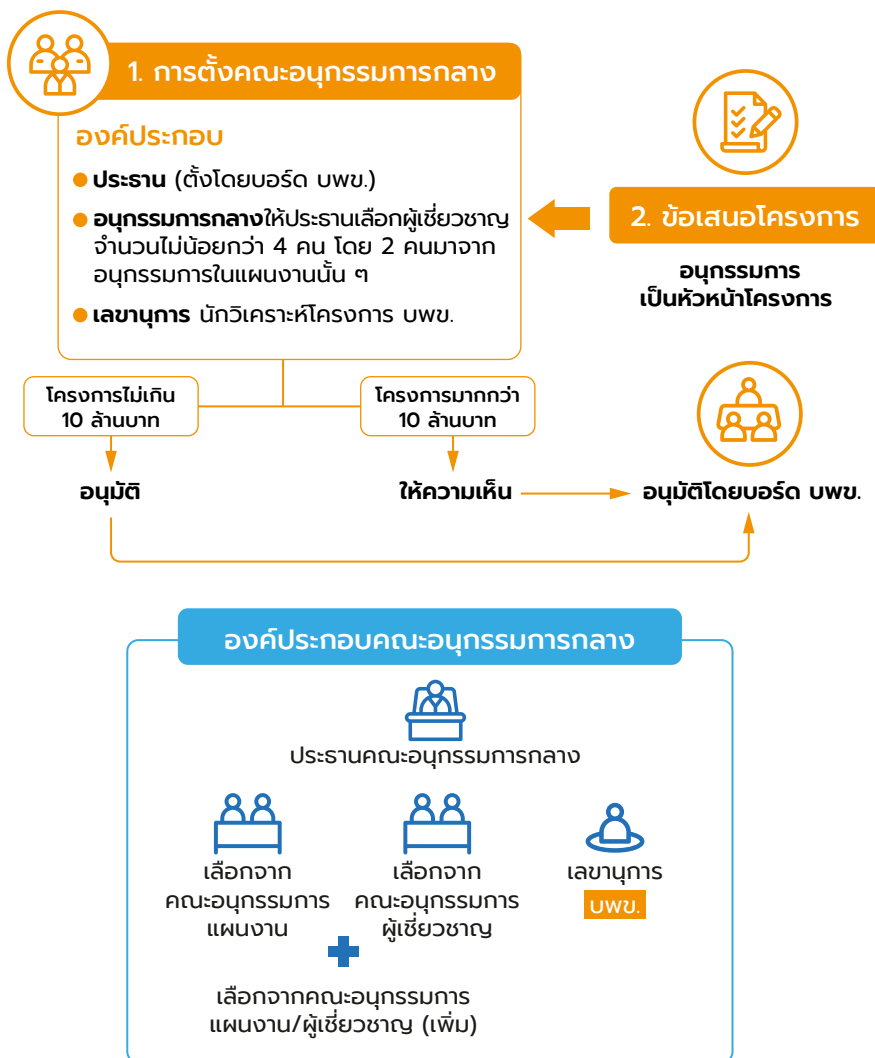 1. การตั้งคณะอนุกรรมการกลาง
องค์ประกอบ
ประธาน (ตั้งโดยบอร์ด บพข.)
อนุกรรมการกลางให้ประธานเลือกผู้เชี่ยวชาญ
จำนวนไม่น้อยกว่า 4 คน โดย 2 คนมาจาก
อนุกรรมการในแผนงานนั้น ๆ
เลขานุการ นักวิเคราะห์โครงการ บพข.
2. ข้อเสนอโครงการ
อนุกรรมการ
เป็นหัวหน้าโครงการ
โครงการไม่เกิน
10 ล้านบาท
โครงการมากกว่า
10 ล้านบาท
อนุมัติ
ให้ความเห็น
อนุมัติโดยบอร์ด บพข.
องค์ประกอบคณะอนุกรรมการกลาง
ประธานคณะอนุกรรมการกลาง
เลือกจาก
คณะอนุกรรมการ
แผนงาน
เลือกจาก
คณะอนุกรรมการ
ผู้เชี่ยวชาญ
เลขานุการ
บพข.
เลือกจากคณะอนุกรรมการ
แผนงาน/ผู้เชี่ยวชาญ (เพิ่ม)